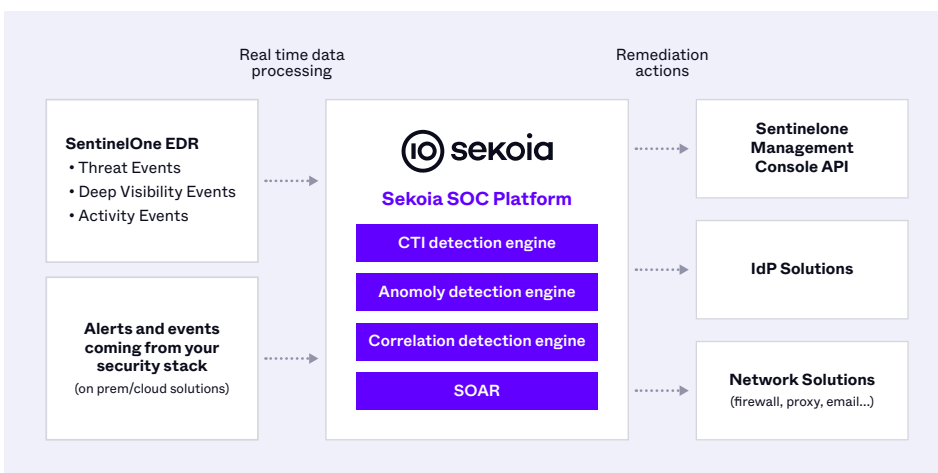 Real time data
processing
Remediation
actions
SentinelOne EDR
• Threat Events
• Deep Visibility Events
• Activity Events
Alerts and events
coming from your
security stack
(on prem/cloud solutions)
IO sekoia
Sekoia SOC Platform
CTI detection engine
Anomoly detection engine
Correlation detection engine
SOAR
Sentinelone
Management
Console API
IdP Solutions
Network Solutions
(firewall, proxy, email...)